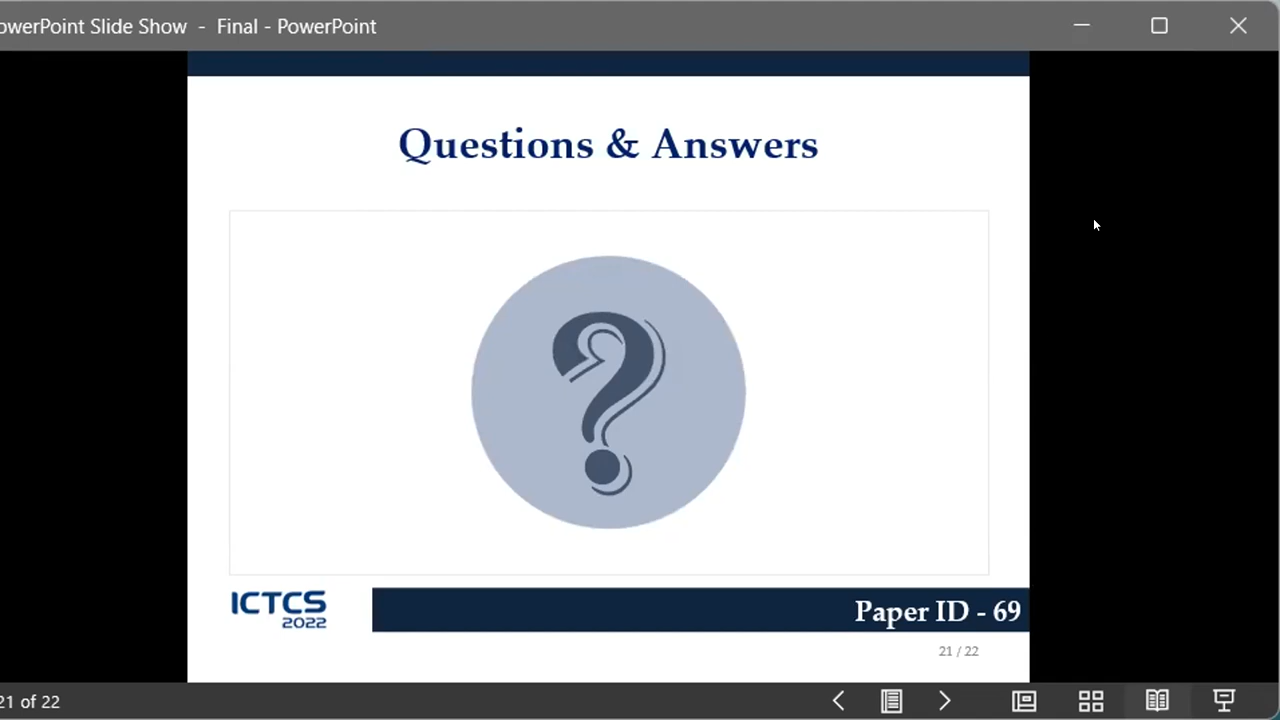 owerPoint Slide Show - Final - PowerPoint
Questions & Answers
?
ICTCS
2022
Paper ID - 69
21 / 22
21 of 22